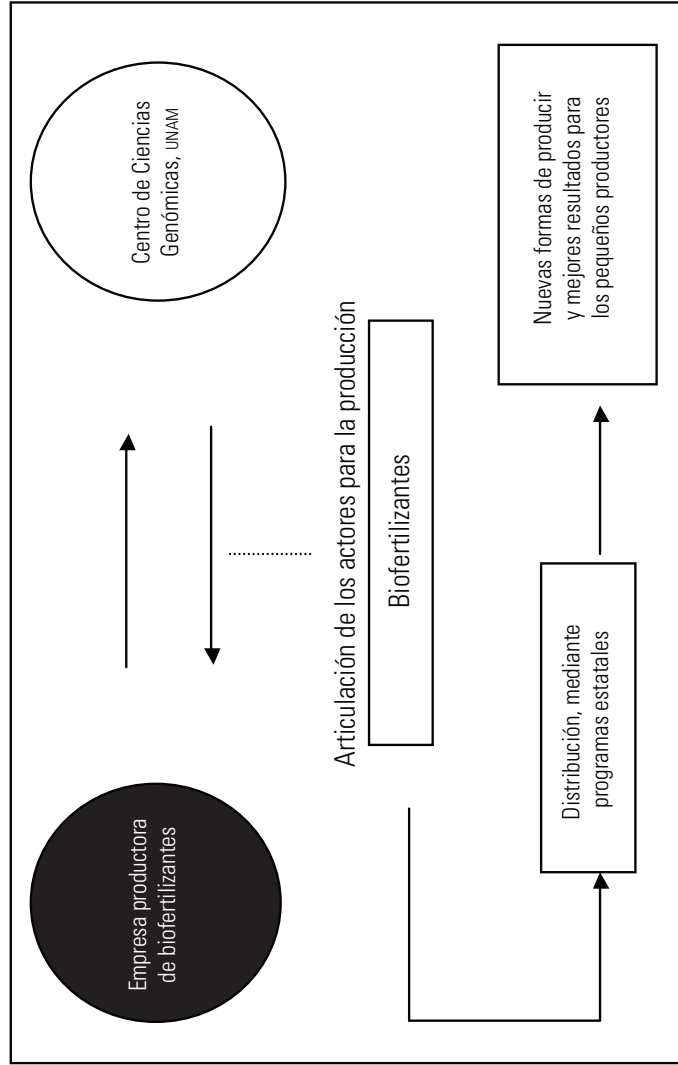 Empresa productora
de biofertilizantes
Centro de Ciencias
Genómicas, UNAM
Articulación de los actores para la producción
Biofertilizantes
Distribución, mediante
programas estatales
Nuevas formas de producir
y mejores resultados para
los pequeños productores